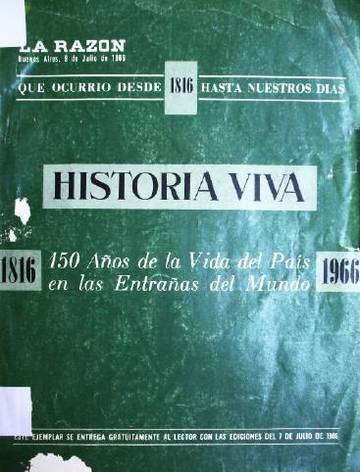 LA RAZON
Buenos Aires, 9 de Julio de 1966
QUE OCURRIO DESDE 1816 HASTA NUESTROS DIAS
HISTORIA VIVA
1816 150 Años de la Vida del País 1966
en las Entrañas del Mundo
ESTE EJEMPLAR SE ENTREGA GRATUITAMENTE AL LECTOR CON LAS EDICIONES DEL 7 DE JULIO DE 1966